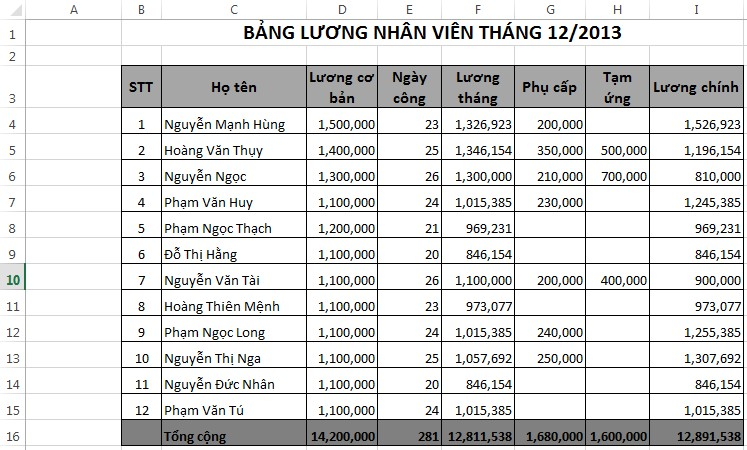 A B C D E F G H I
1 BẢNG LƯƠNG NHÂN VIÊN THÁNG 12/2013
2
3 STT Họ tên Lương cơ bản Ngày công Lương tháng Phụ cấp Tạm ứng Lương chính
4 1 Nguyễn Mạnh Hùng 1,500,000 23 1,326,923 200,000 1,526,923
5 2 Hoàng Văn Thụy 1,400,000 25 1,346,154 350,000 500,000 1,196,154
6 3 Nguyễn Ngọc 1,300,000 26 1,300,000 210,000 700,000 810,000
7 4 Phạm Văn Huy 1,100,000 24 1,015,385 230,000 1,245,385
8 5 Phạm Ngọc Thạch 1,200,000 21 969,231 969,231
9 6 Đỗ Thị Hằng 1,100,000 20 846,154 846,154
10 7 Nguyễn Văn Tài 1,100,000 26 1,100,000 200,000 400,000 900,000
11 8 Hoàng Thiên Mệnh 1,100,000 23 973,077 973,077
12 9 Phạm Ngọc Long 1,100,000 24 1,015,385 240,000 1,255,385
13 10 Nguyễn Thị Nga 1,100,000 25 1,057,692 250,000 1,307,692
14 11 Nguyễn Đức Nhân 1,100,000 20 846,154 846,154
15 12 Phạm Văn Tú 1,100,000 24 1,015,385 1,015,385
16 Tổng cộng 14,200,000 281 12,811,538 1,680,000 1,600,000 12,891,538